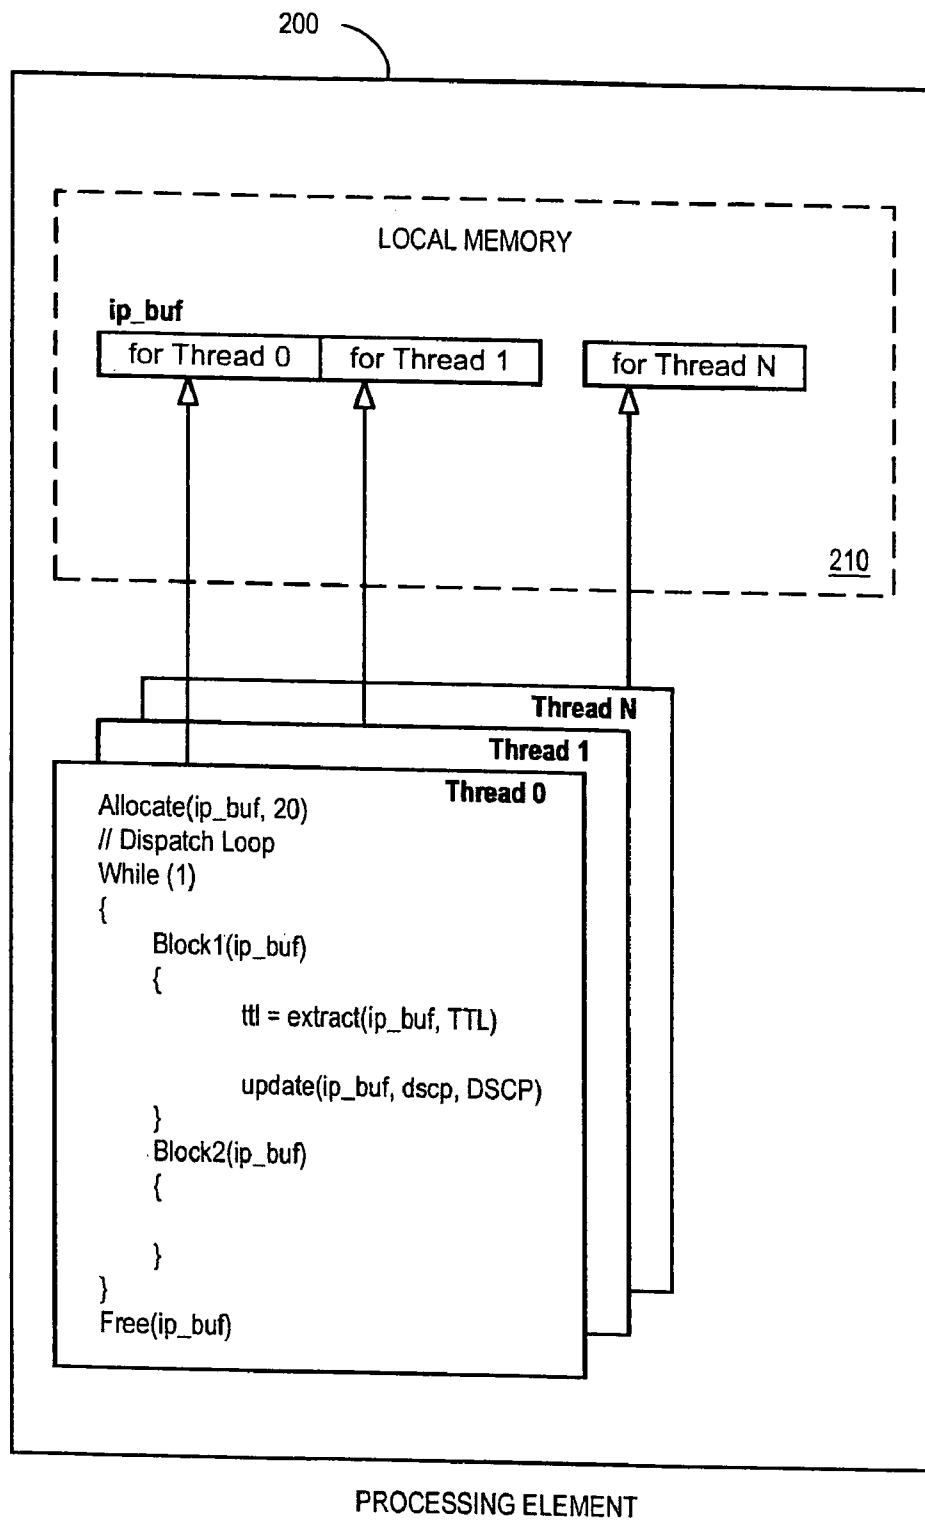 200
LOCAL MEMORY
ip_buf
for Thread 0 for Thread 1 for Thread N
210
Thread N
Thread 1
Thread 0
Allocate(ip_buf, 20)
// Dispatch Loop
While (1)
{
Block1(ip_buf)
{
ttl = extract(ip_buf, TTL)
update(ip_buf, dscp, DSCP)
}
Block2(ip_buf)
{
}
}
Free(ip_buf)
PROCESSING ELEMENT